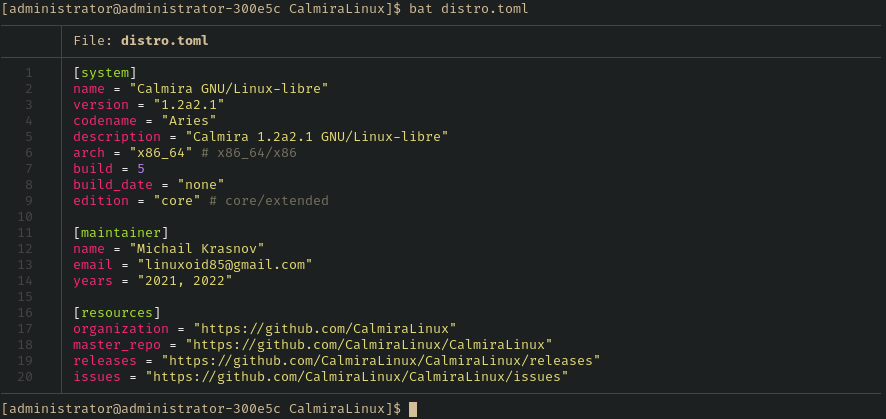 [administrator@administrator-300e5c CalmiraLinux]$ bat distro.toml
File: distro.toml
1 [system]
2 name = "Calmira GNU/Linux-libre"
3 version = "1.2a2.1"
4 codename = "Aries"
5 description = "Calmira 1.2a2.1 GNU/Linux-libre"
6 arch = "x86_64" # x86_64/x86
7 build = 5
8 build_date = "none"
9 edition = "core" # core/extended
10
11 [maintainer]
12 name = "Michail Krasnov"
13 email = "linuxoid85@gmail.com"
14 years = "2021, 2022"
15
16 [resources]
17 organization = "https://github.com/CalmiraLinux"
18 master_repo = "https://github.com/CalmiraLinux/CalmiraLinux"
19 releases = "https://github.com/CalmiraLinux/CalmiraLinux/releases"
20 issues = "https://github.com/CalmiraLinux/CalmiraLinux/issues"
[administrator@administrator-300e5c CalmiraLinux]$